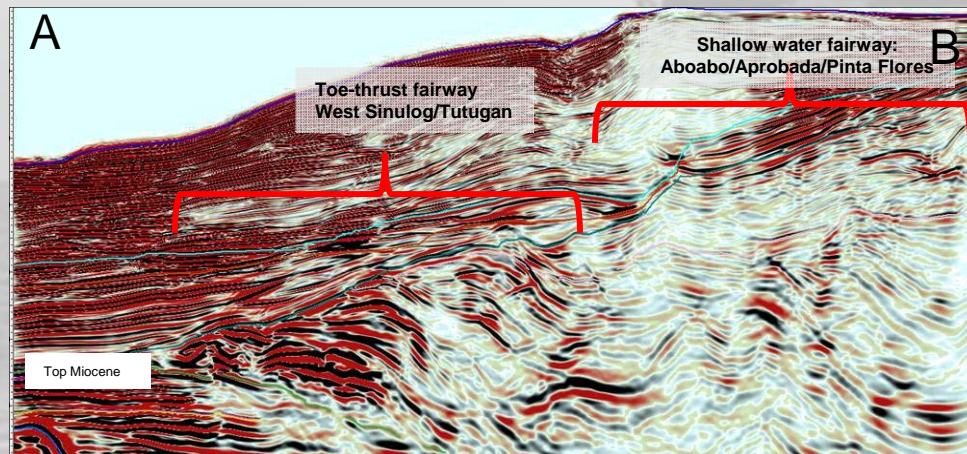 A
B
Shallow water fairway:
Aboabo/Aprobada/Pinta Flores
Toe-thrust fairway
West Sinulog/Tutugan
Top Miocene